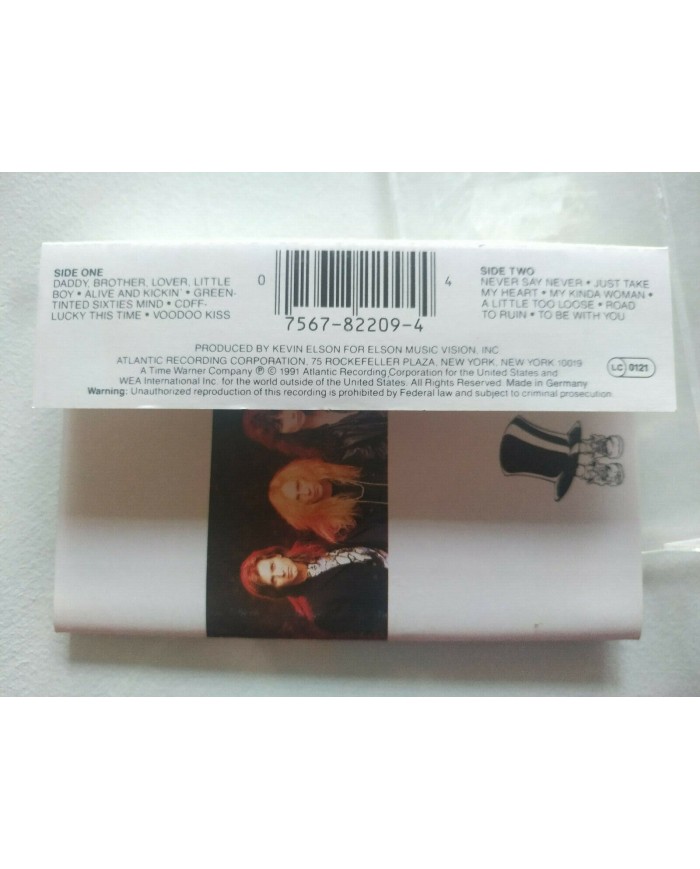 SIDE ONE
DADDY, BROTHER, LOVER, LITTLE
BOY • ALIVE AND KICKIN' • GREEN-
TINTED SIXTIES MIND • CDFF-
LUCKY THIS TIME • VOODOO KISS
0
4
7567-82209-4
SIDE TWO
NEVER SAY NEVER • JUST TAKE
MY HEART • MY KINDA WOMAN •
A LITTLE TOO LOOSE • ROAD
TO RUIN • TO BE WITH YOU
PRODUCED BY KEVIN ELSON FOR ELSON MUSIC VISION, INC
ATLANTIC RECORDING CORPORATION, 75 ROCKEFELLER PLAZA, NEW YORK, NEW YORK 10019
A Time Warner Company ℗ © 1991 Atlantic Recording Corporation for the United States and
WEA International Inc. for the world outside of the United States. All Rights Reserved. Made in Germany
Warning: Unauthorized reproduction of this recording is prohibited by Federal law and subject to criminal prosecution.
LC 0121